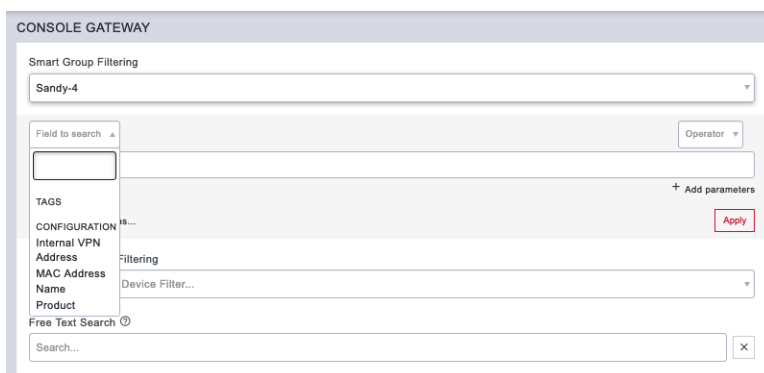 CONSOLE GATEWAY
Smart Group Filtering
Sandy-4
Field to search
Operator
+ Add parameters
TAGS
CONFIGURATION
Internal VPN
Address
MAC Address
Name
Product
Apply
Filtering
Device Filter...
Free Text Search
Search...